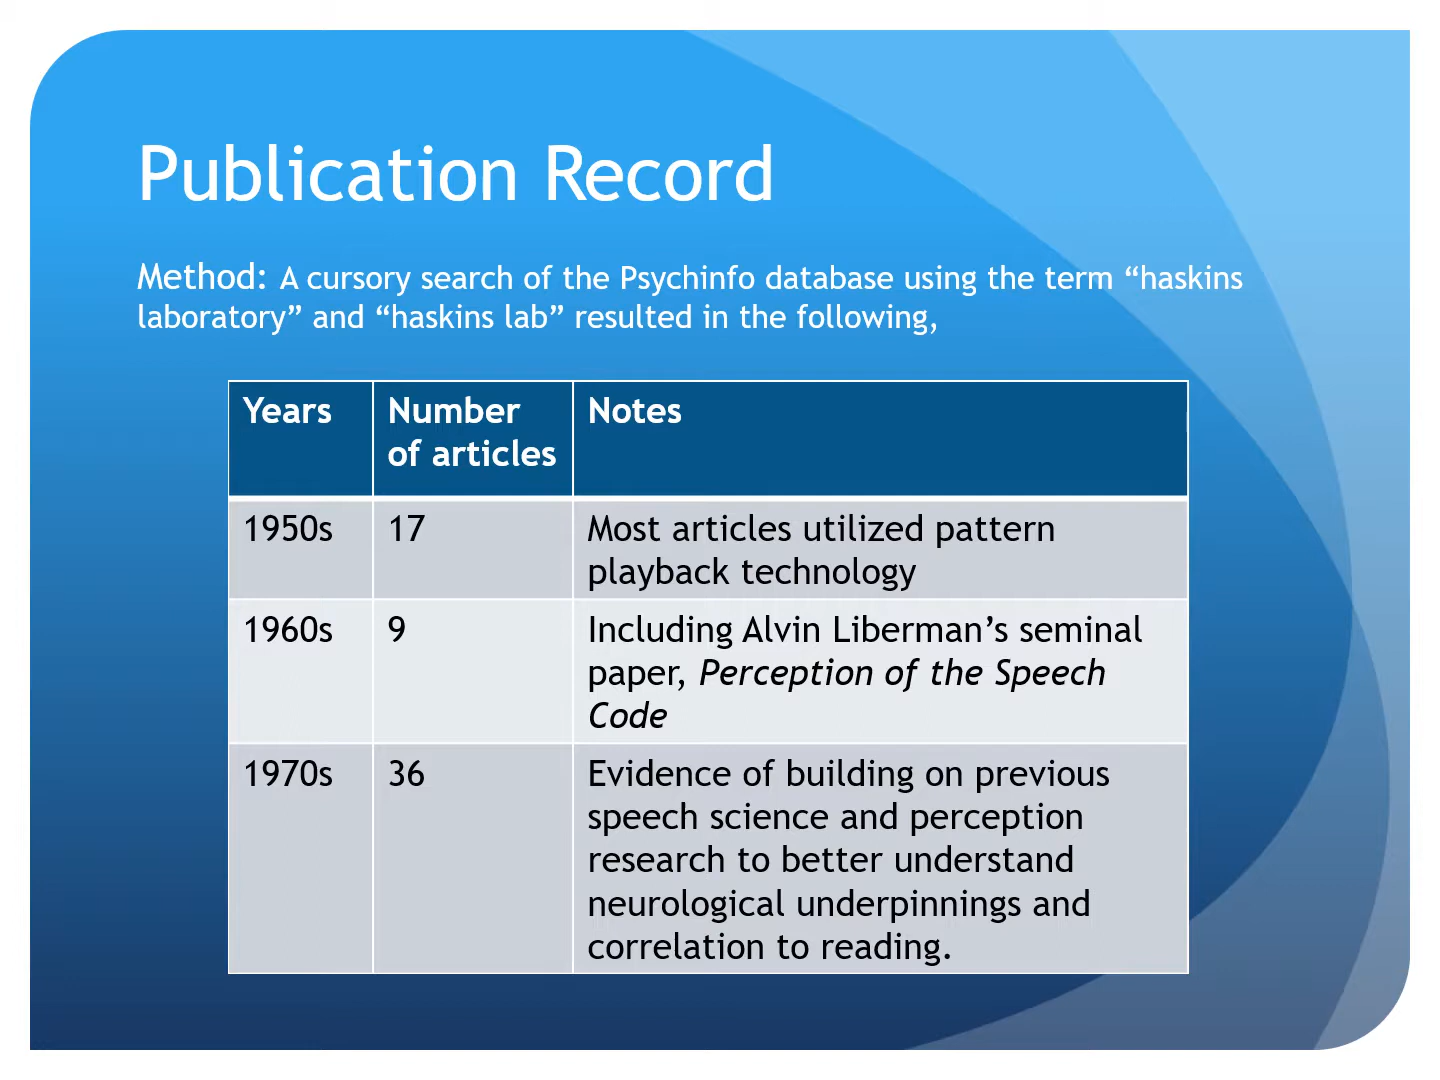 Publication Record
Method: A cursory search of the Psychinfo database using the term “haskins
laboratory” and “haskins lab” resulted in the following,
Years
Number
of articles
Notes
1950s
17
Most articles utilized pattern
playback technology
1960s
9
Including Alvin Liberman’s seminal
paper, Perception of the Speech
Code
1970s
36
Evidence of building on previous
speech science and perception
research to better understand
neurological underpinnings and
correlation to reading.